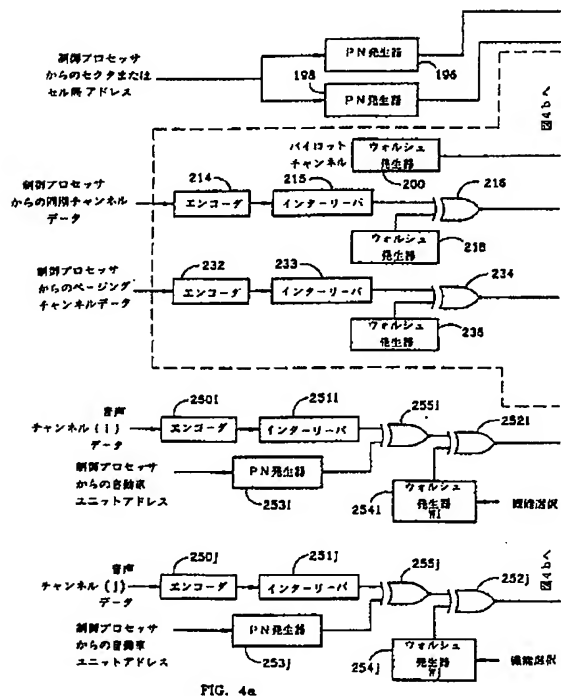 制御プロセッサ
からのセクタまたは
セル局アドレス
PN発生器
196
198
PN発生器
図4bへ
パイロット
チャンネル
ウォルシュ
発生器
200
制御プロセッサ
からの同期チャンネル
データ
214
エンコーダ
215
インターリーバ
216
ウォルシュ
発生器
218
制御プロセッサ
からのページング
チャンネルデータ
232
エンコーダ
233
インターリーバ
234
ウォルシュ
発生器
235
音声
チャンネル(i)
データ
250i
エンコーダ
251i
インターリーバ
255j
252i
制御プロセッサ
からの自動車
ユニットアドレス
PN発生器
253i
254i
ウォルシュ
発生器
Wi
機能選択
音声
チャンネル(j)
データ
250j
エンコーダ
251j
インターリーバ
255j
252j
図4bへ
制御プロセッサ
からの自動車
ユニットアドレス
PN発生器
253j
254j
ウォルシュ
発生器
Wj
機能選択
FIG. 4a